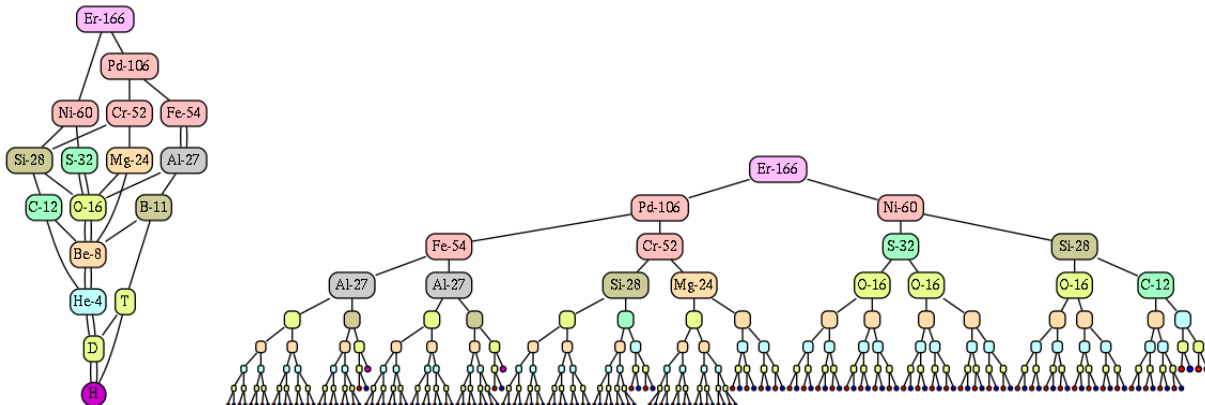 Er-166
Pd-106
Ni-60 Cr-52 Fe-54
Si-28 S-32 Mg-24 Al-27
C-12 O-16 B-11
Be-8
He-4 T
D
H
Er-166
Pd-106 Ni-60
Fe-54 Cr-52 S-32 Si-28
Al-27 Al-27 Si-28 Mg-24 O-16 O-16 O-16 C-12